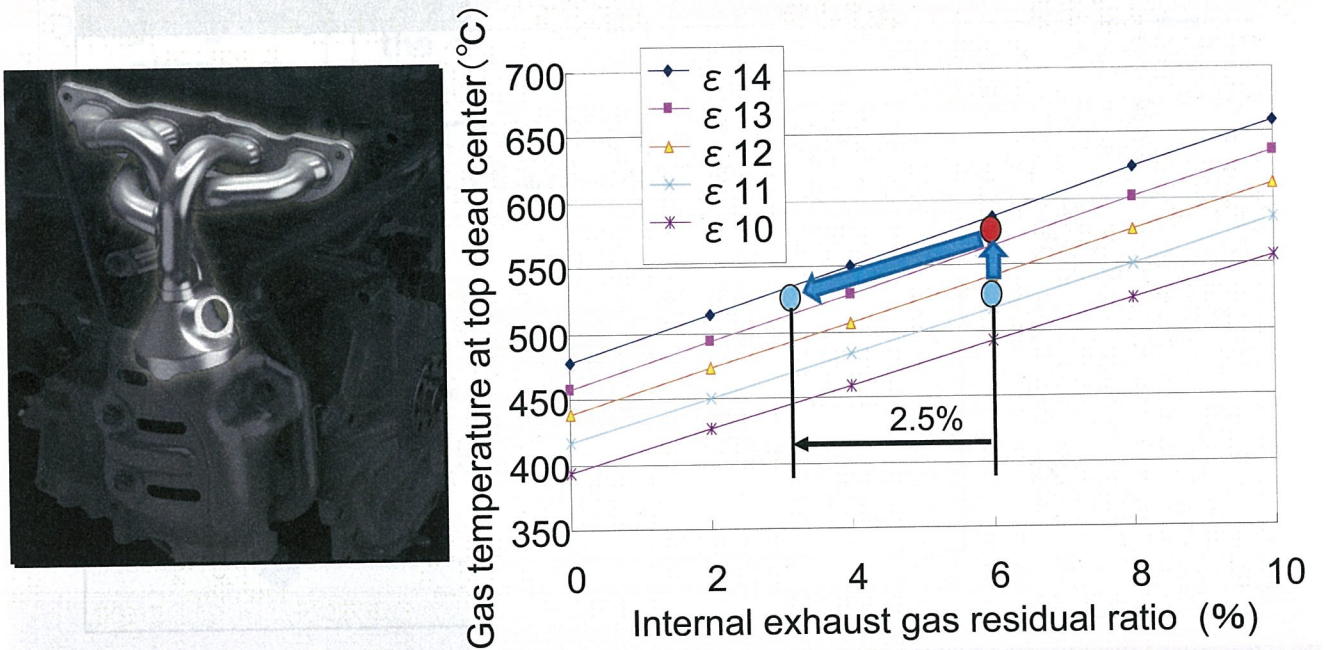 Gas temperature at top dead center (℃)
700
650
600
550
500
450
400
350
ε 14
ε 13
ε 12
ε 11
ε 10
2.5%
0 2 4 6 8 10
Internal exhaust gas residual ratio (%)